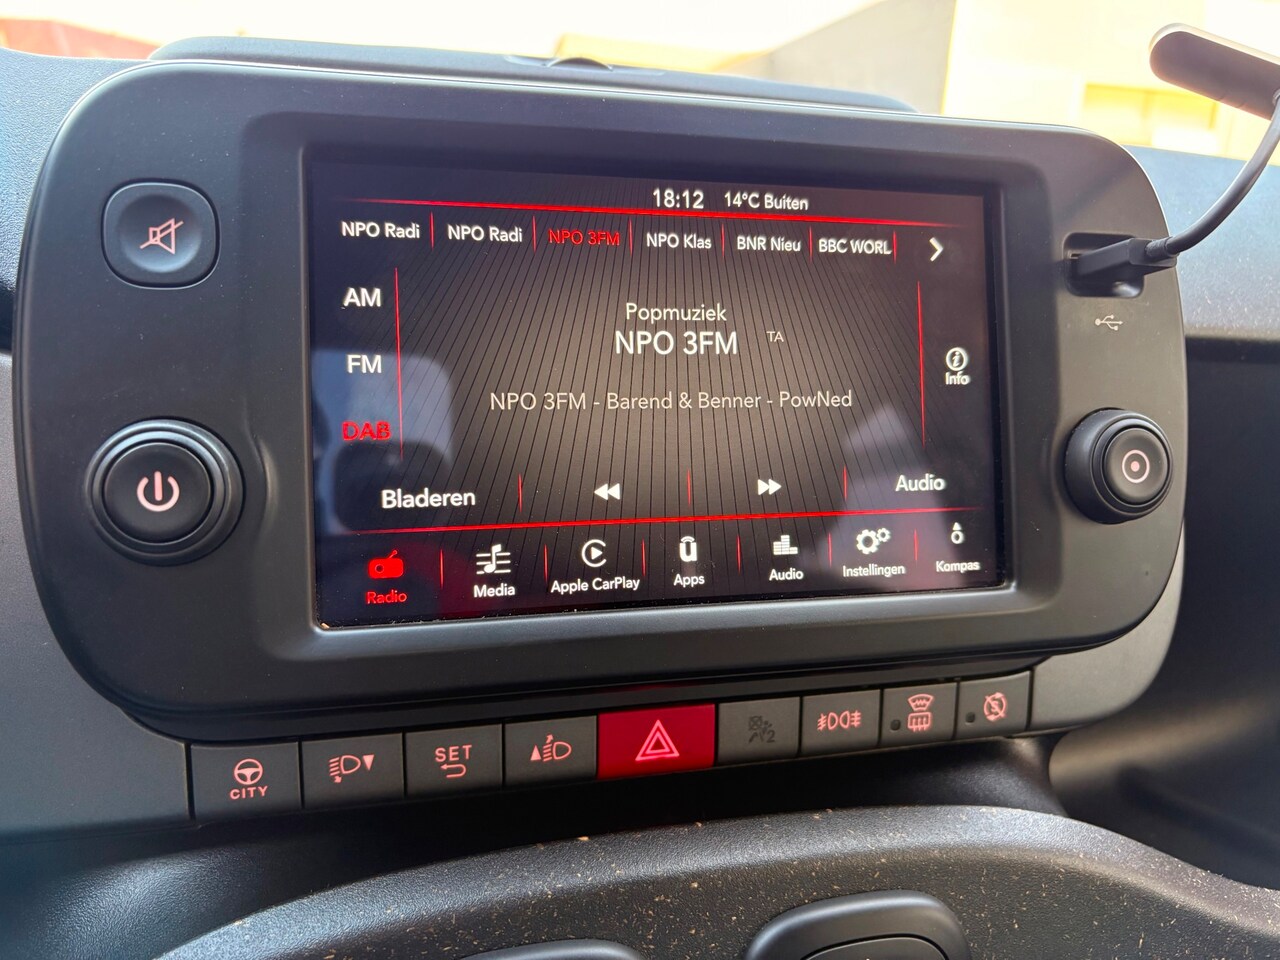 18:12 14°C Buiten
NPO Radi NPO Radi NPO 3FM NPO Klas BNR Nieu BBC WORL
AM
FM
DAB
Popmuziek
NPO 3FM TA
NPO 3FM - Barend & Benner - PowNed
Info
Bladeren Audio
Radio Media Apple CarPlay Apps Audio Instellingen Kompas
CITY
SET
2